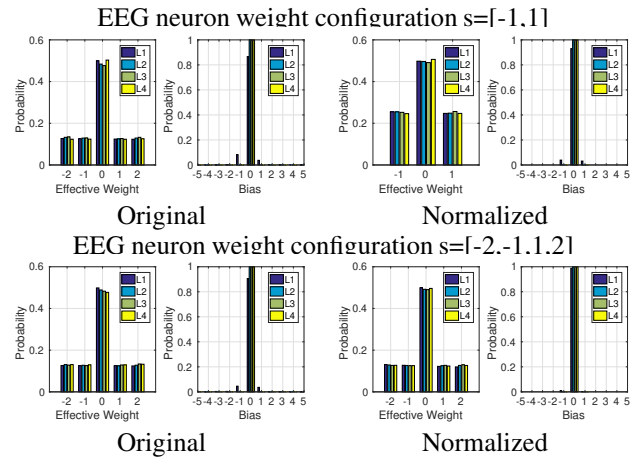 EEG neuron weight configuration s=[-1,1]
0.6
0.4
0.2
0
Probability
L1
L2
L3
L4
-2 -1 0 1 2
Effective Weight
1
0.8
0.6
0.4
0.2
0
Probability
L1
L2
L3
L4
-5 -4 -3 -2 -1 0 1 2 3 4 5
Bias
0.6
0.4
0.2
0
Probability
L1
L2
L3
L4
-1 0 1
Effective Weight
1
0.8
0.6
0.4
0.2
0
Probability
L1
L2
L3
L4
-5 -4 -3 -2 -1 0 1 2 3 4 5
Bias
Original Normalized
EEG neuron weight configuration s=[-2,-1,1,2]
0.6
0.4
0.2
0
Probability
L1
L2
L3
L4
-2 -1 0 1 2
Effective Weight
1
0.8
0.6
0.4
0.2
0
Probability
L1
L2
L3
L4
-5 -4 -3 -2 -1 0 1 2 3 4 5
Bias
0.6
0.4
0.2
0
Probability
L1
L2
L3
L4
-2 -1 0 1 2
Effective Weight
1
0.8
0.6
0.4
0.2
0
Probability
L1
L2
L3
L4
-5 -4 -3 -2 -1 0 1 2 3 4 5
Bias
Original Normalized